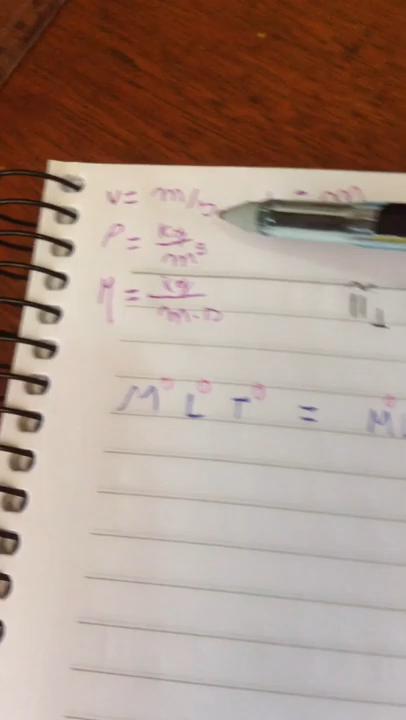 v = m/s = m
ρ = kg/m³
η = kg/m·s
M⁰ L⁰ T⁰ = M